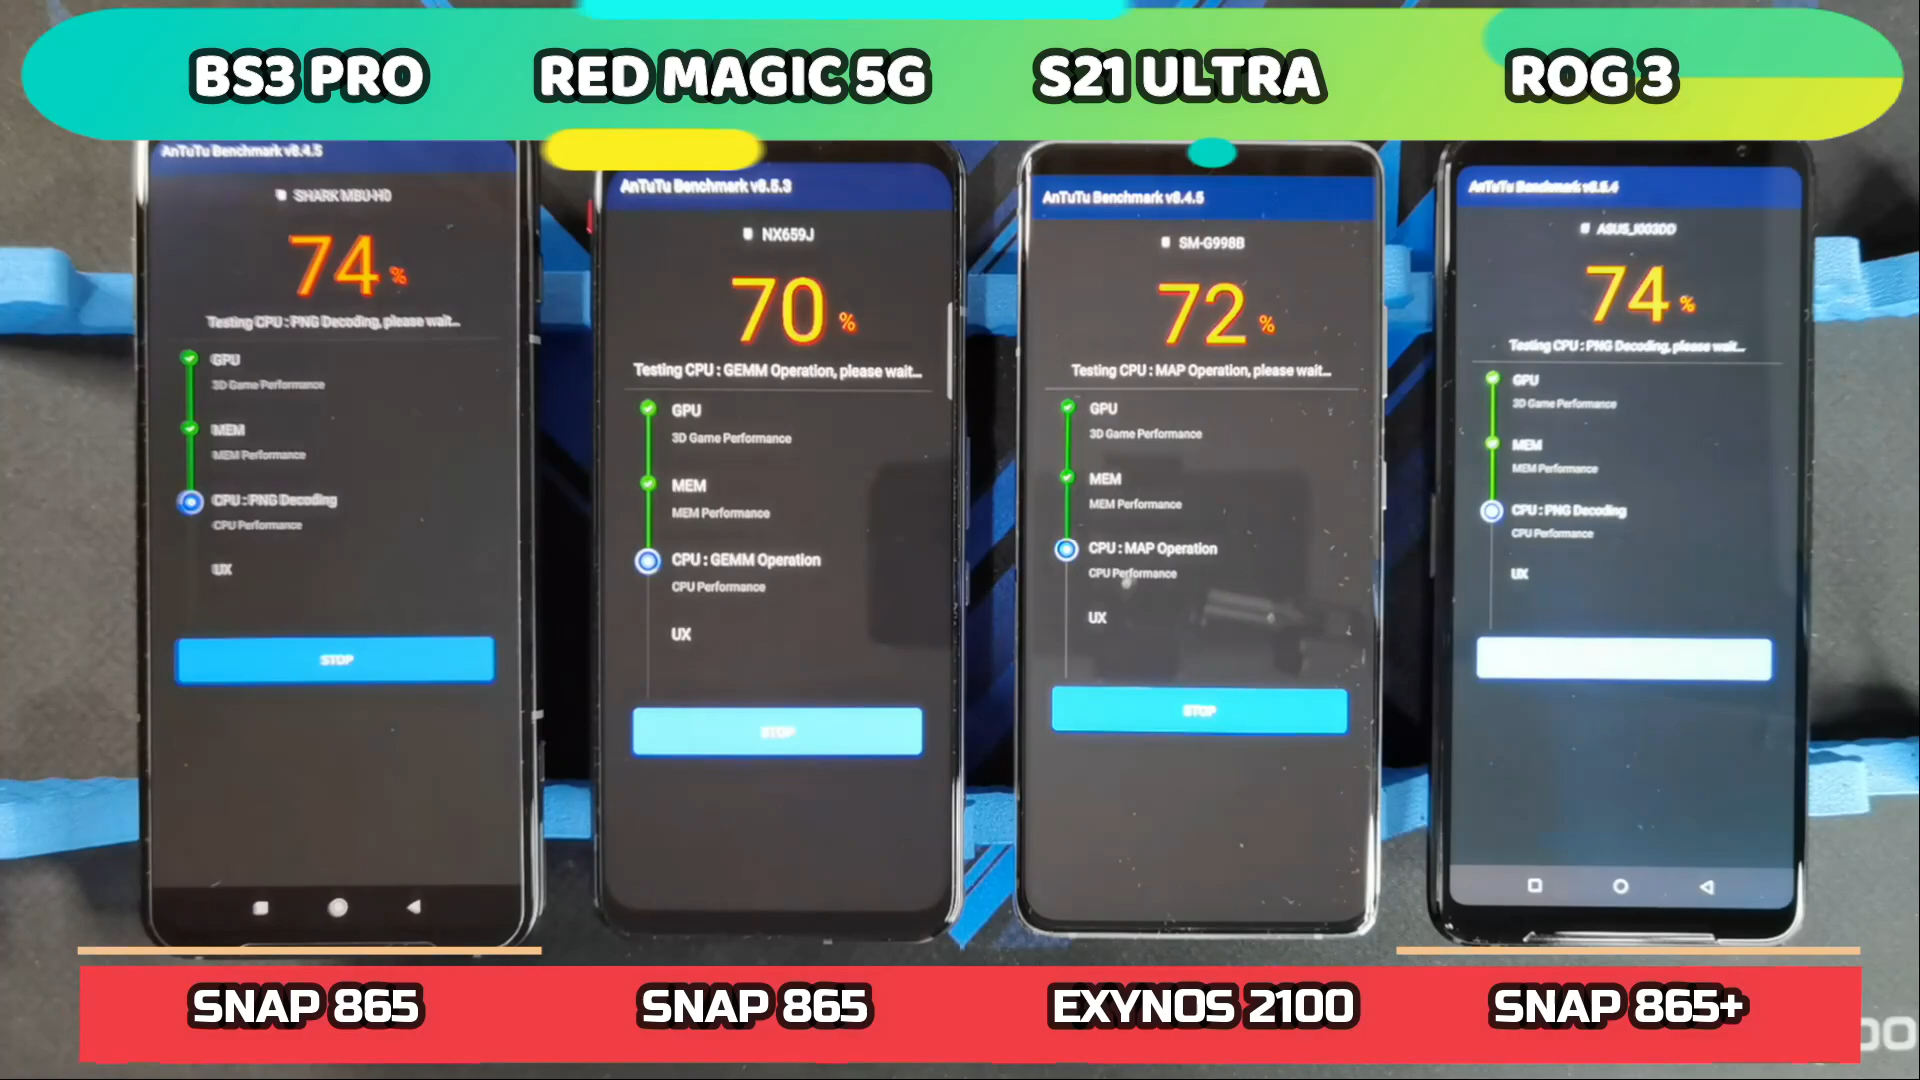 BS3 PRO
RED MAGIC 5G
S21 ULTRA
ROG 3
AnTuTu Benchmark v8.4.5
SHARK MBU-H0
74 %
Testing CPU : PNG Decoding, please wait...
GPU
3D Game Performance
MEM
MEM Performance
CPU : PNG Decoding
CPU Performance
UX
STOP
AnTuTu Benchmark v8.5.3
NX659J
70 %
Testing CPU : GEMM Operation, please wait...
GPU
3D Game Performance
MEM
MEM Performance
CPU : GEMM Operation
CPU Performance
UX
STOP
AnTuTu Benchmark v8.4.5
SM-G998B
72 %
Testing CPU : MAP Operation, please wait...
GPU
3D Game Performance
MEM
MEM Performance
CPU : MAP Operation
CPU Performance
UX
STOP
AnTuTu Benchmark v8.5.4
ASUS_I003DD
74 %
Testing CPU : PNG Decoding, please wait...
GPU
3D Game Performance
MEM
MEM Performance
CPU : PNG Decoding
CPU Performance
UX
SNAP 865
SNAP 865
EXYNOS 2100
SNAP 865+